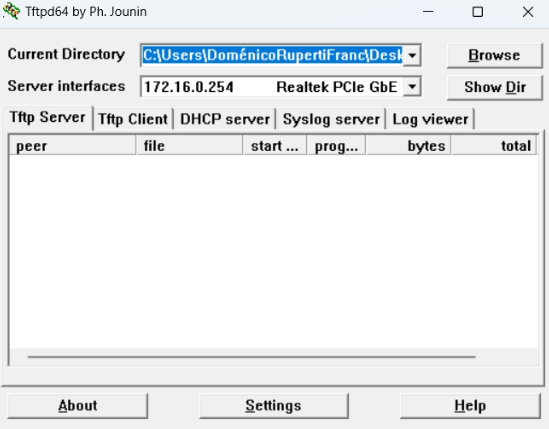 Tftpd64 by Ph. Jounin
Current Directory C:\Users\DoménicoRupertiFranc\Desk Browse
Server interfaces 172.16.0.254 Realtek PCIe GbE Show Dir
Tftp Server Tftp Client DHCP server Syslog server Log viewer
peer file start ... prog... bytes total
About Settings Help